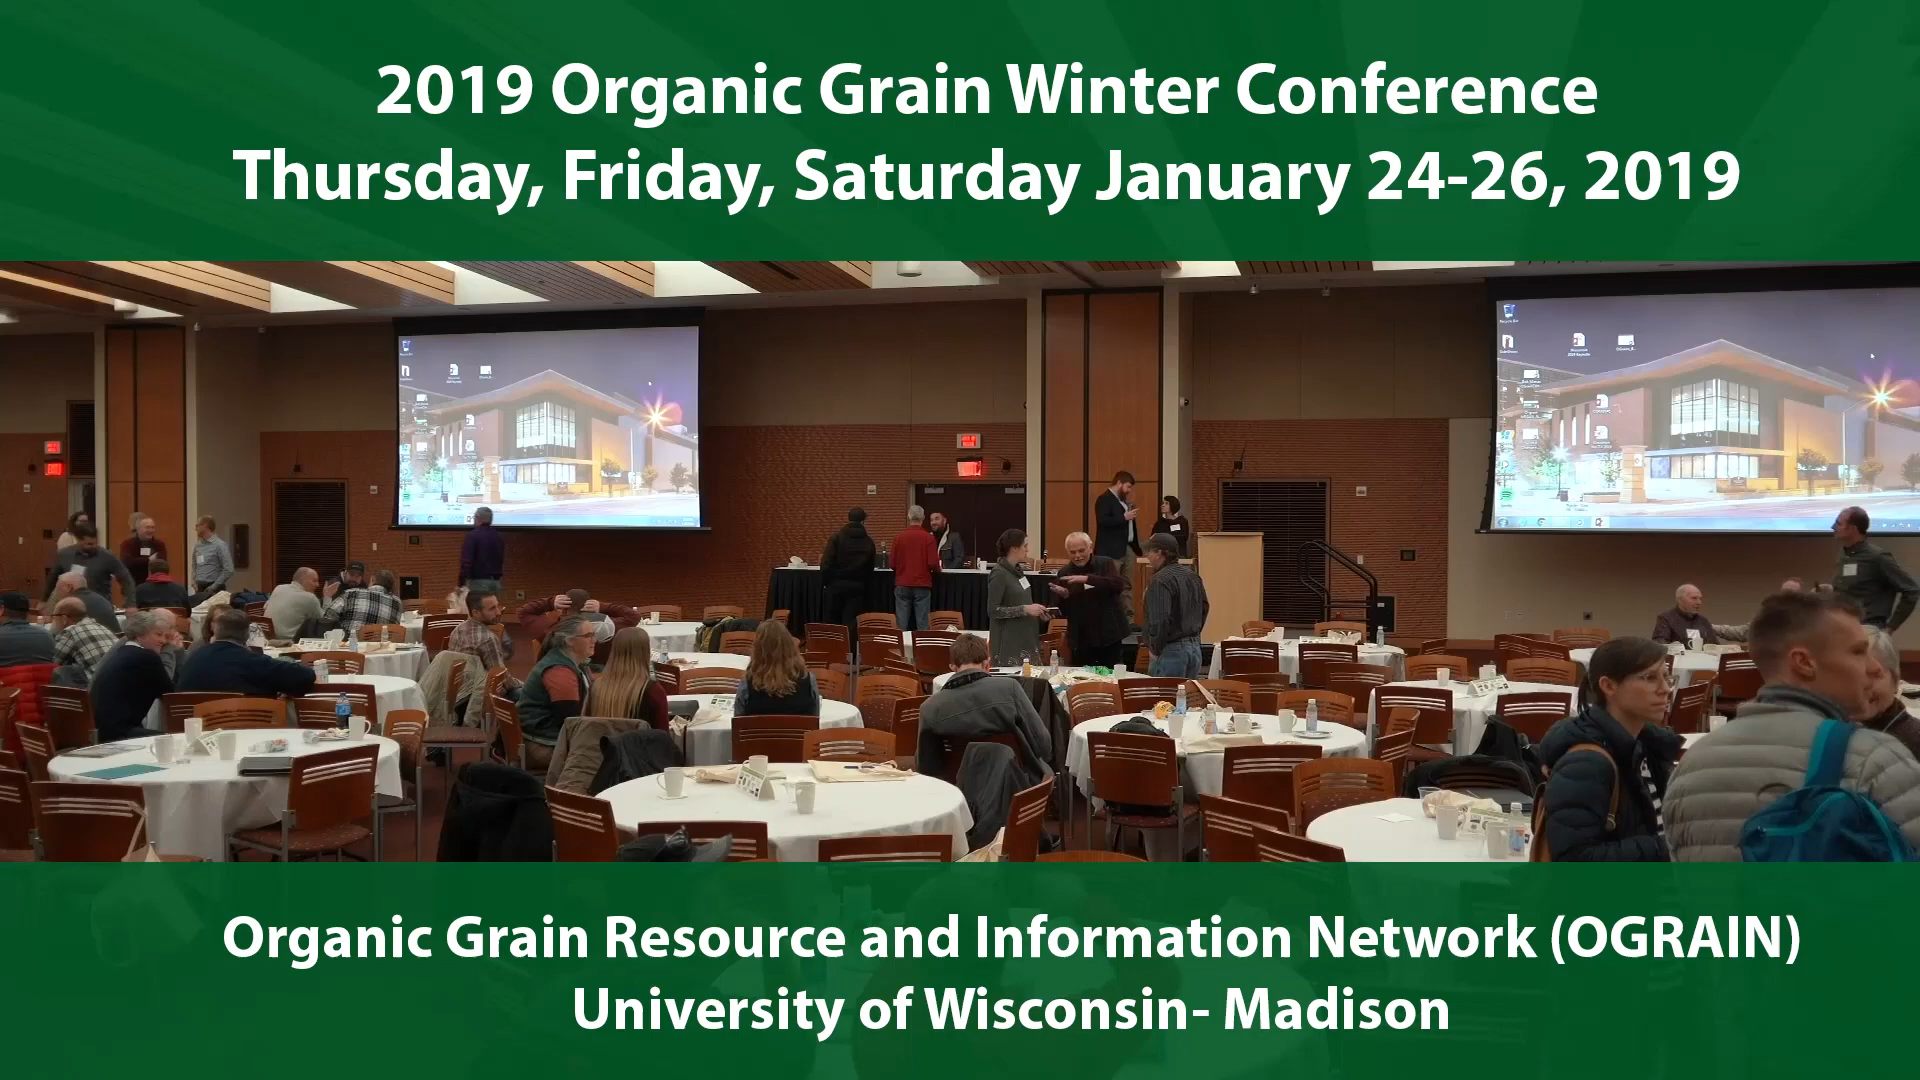 2019 Organic Grain Winter Conference
Thursday, Friday, Saturday January 24-26, 2019
Organic Grain Resource and Information Network (OGRAIN)
University of Wisconsin- Madison